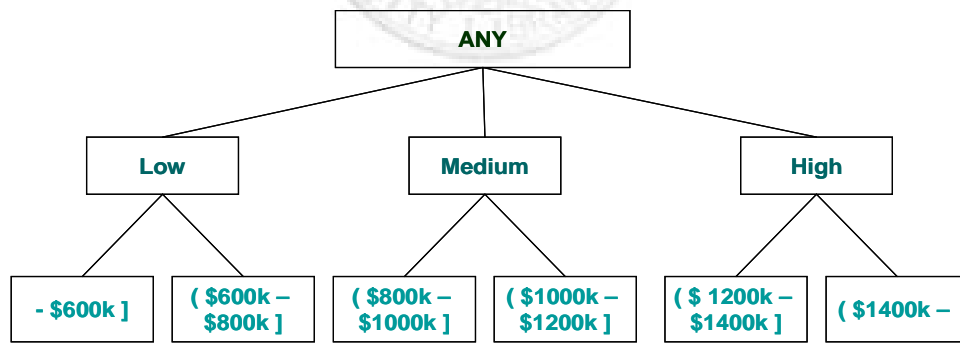 ANY
Low
Medium
High
- $600k ]
( $600k –
$800k ]
( $800k –
$1000k ]
( $1000k –
$1200k ]
( $ 1200k –
$1400k ]
( $1400k –